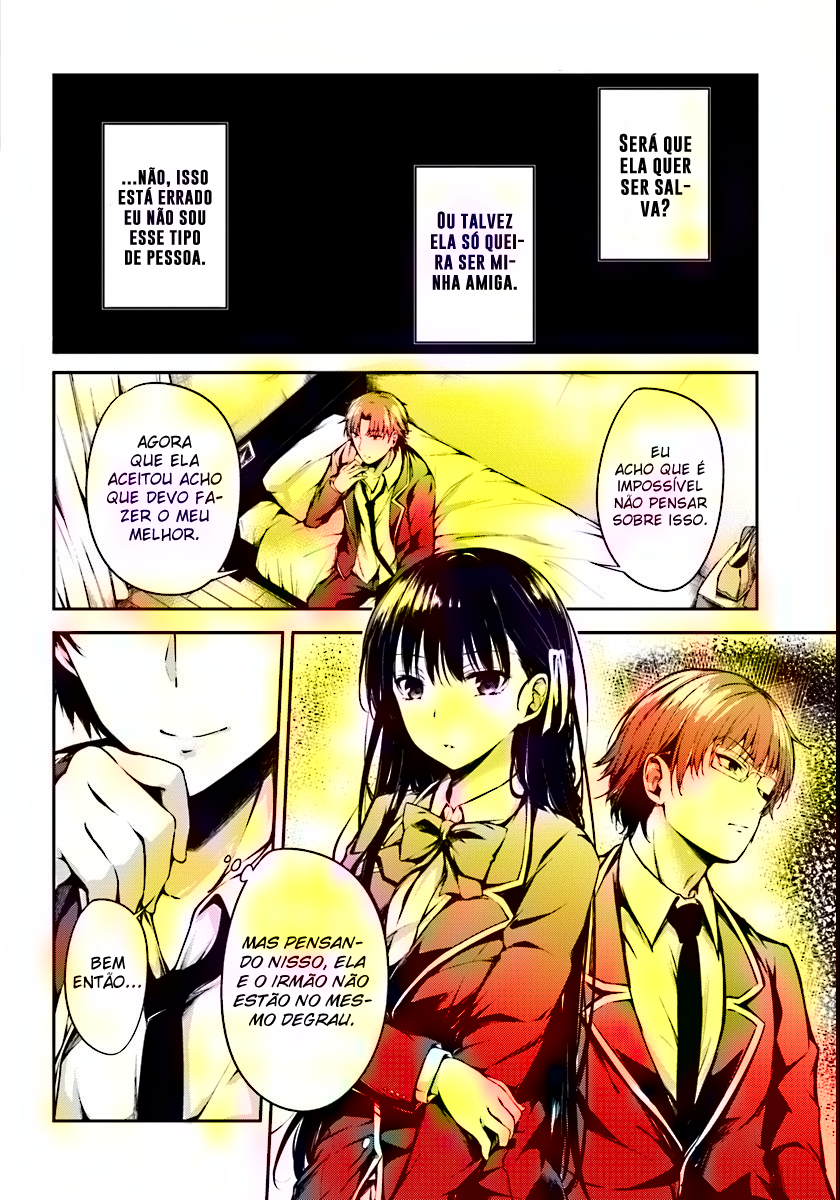 SERÁ QUE
ELA QUER
SER SAL-
VA?
OU TALVEZ
ELA SÓ QUEI-
RA SER MI-
NHA AMIGA.
...NÃO, ISSO
ESTÁ ERRADO
EU NÃO SOU
ESSE TIPO
DE PESSOA.
EU
ACHO QUE É
IMPOSSÍVEL
NÃO PENSAR
SOBRE ISSO.
AGORA
QUE ELA
ACEITOU ACHO
QUE DEVO FA-
ZER O MEU
MELHOR.
MAS PENSAN-
DO NISSO, ELA
E O IRMÃO NÃO
ESTÃO NO MES-
MO DEGRAU.
BEM
ENTÃO...